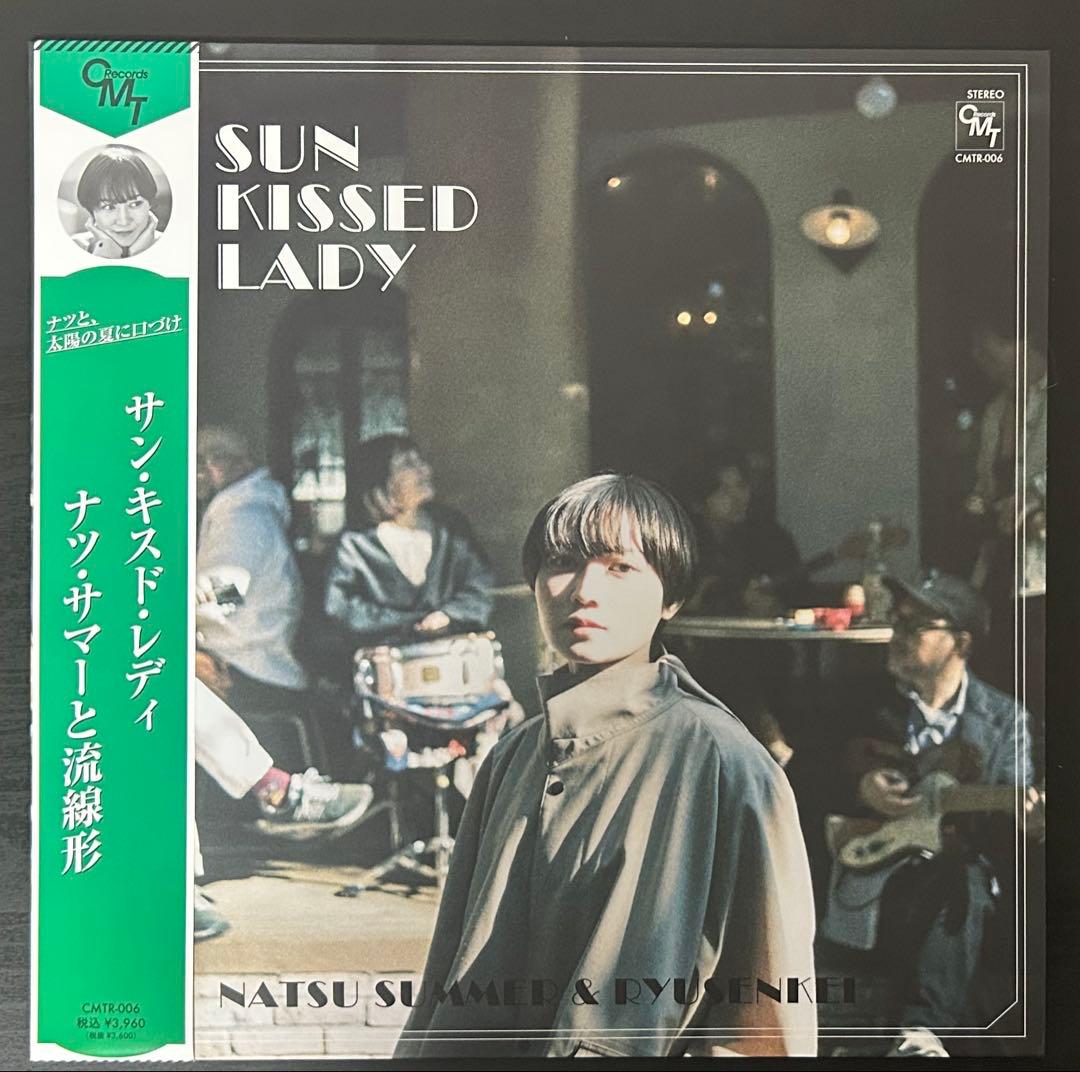 CMT Records
ナツと、
太陽の夏に口づけ
サン・キスド・レディ
ナツ・サマーと流線形
CMTR-006
税込 ¥3,960
(税抜 ¥3,600)
SUN
KISSED
LADY
STEREO
CMT Records
CMTR-006
NATSU SUMMER & RYUSENKEI